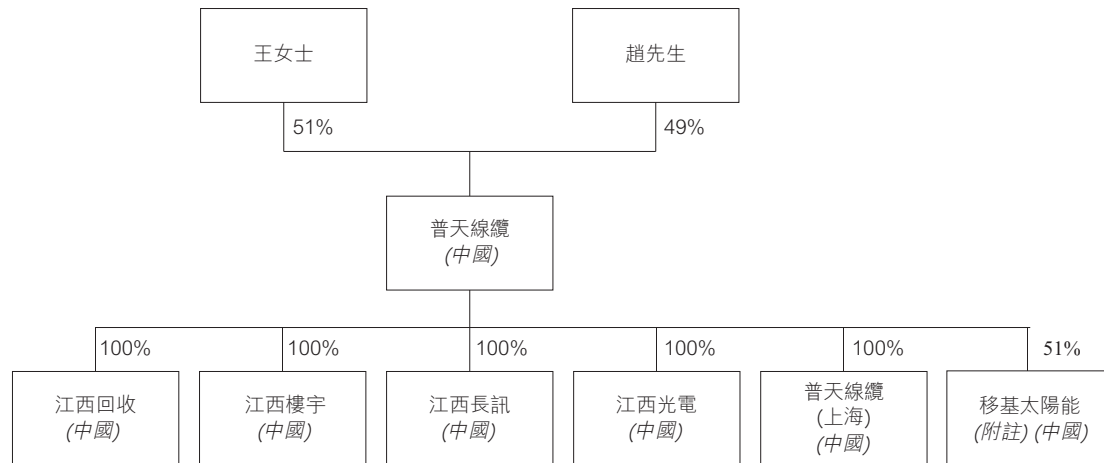 王女士
趙先生
51%
49%
普天線纜
(中國)
100%
100%
100%
100%
100%
51%
江西回收
(中國)
江西樓宇
(中國)
江西長訊
(中國)
江西光電
(中國)
普天線纜
(上海)
(中國)
移基太陽能
(附註) (中國)